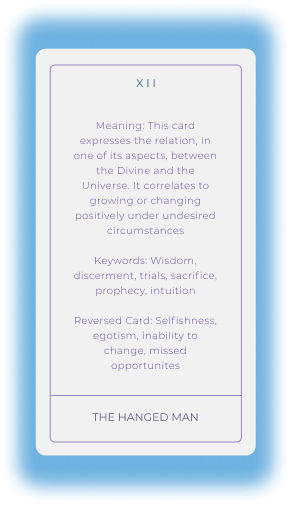 XII
Meaning: This card
expresses the relation, in
one of its aspects, between
the Divine and the
Universe. It correlates to
growing or changing
positively under undesired
circumstances
Keywords: Wisdom,
discerment, trials, sacrifice,
prophecy, intuition
Reversed Card: Selfishness,
egotism, inability to
change, missed
opportunites
THE HANGED MAN